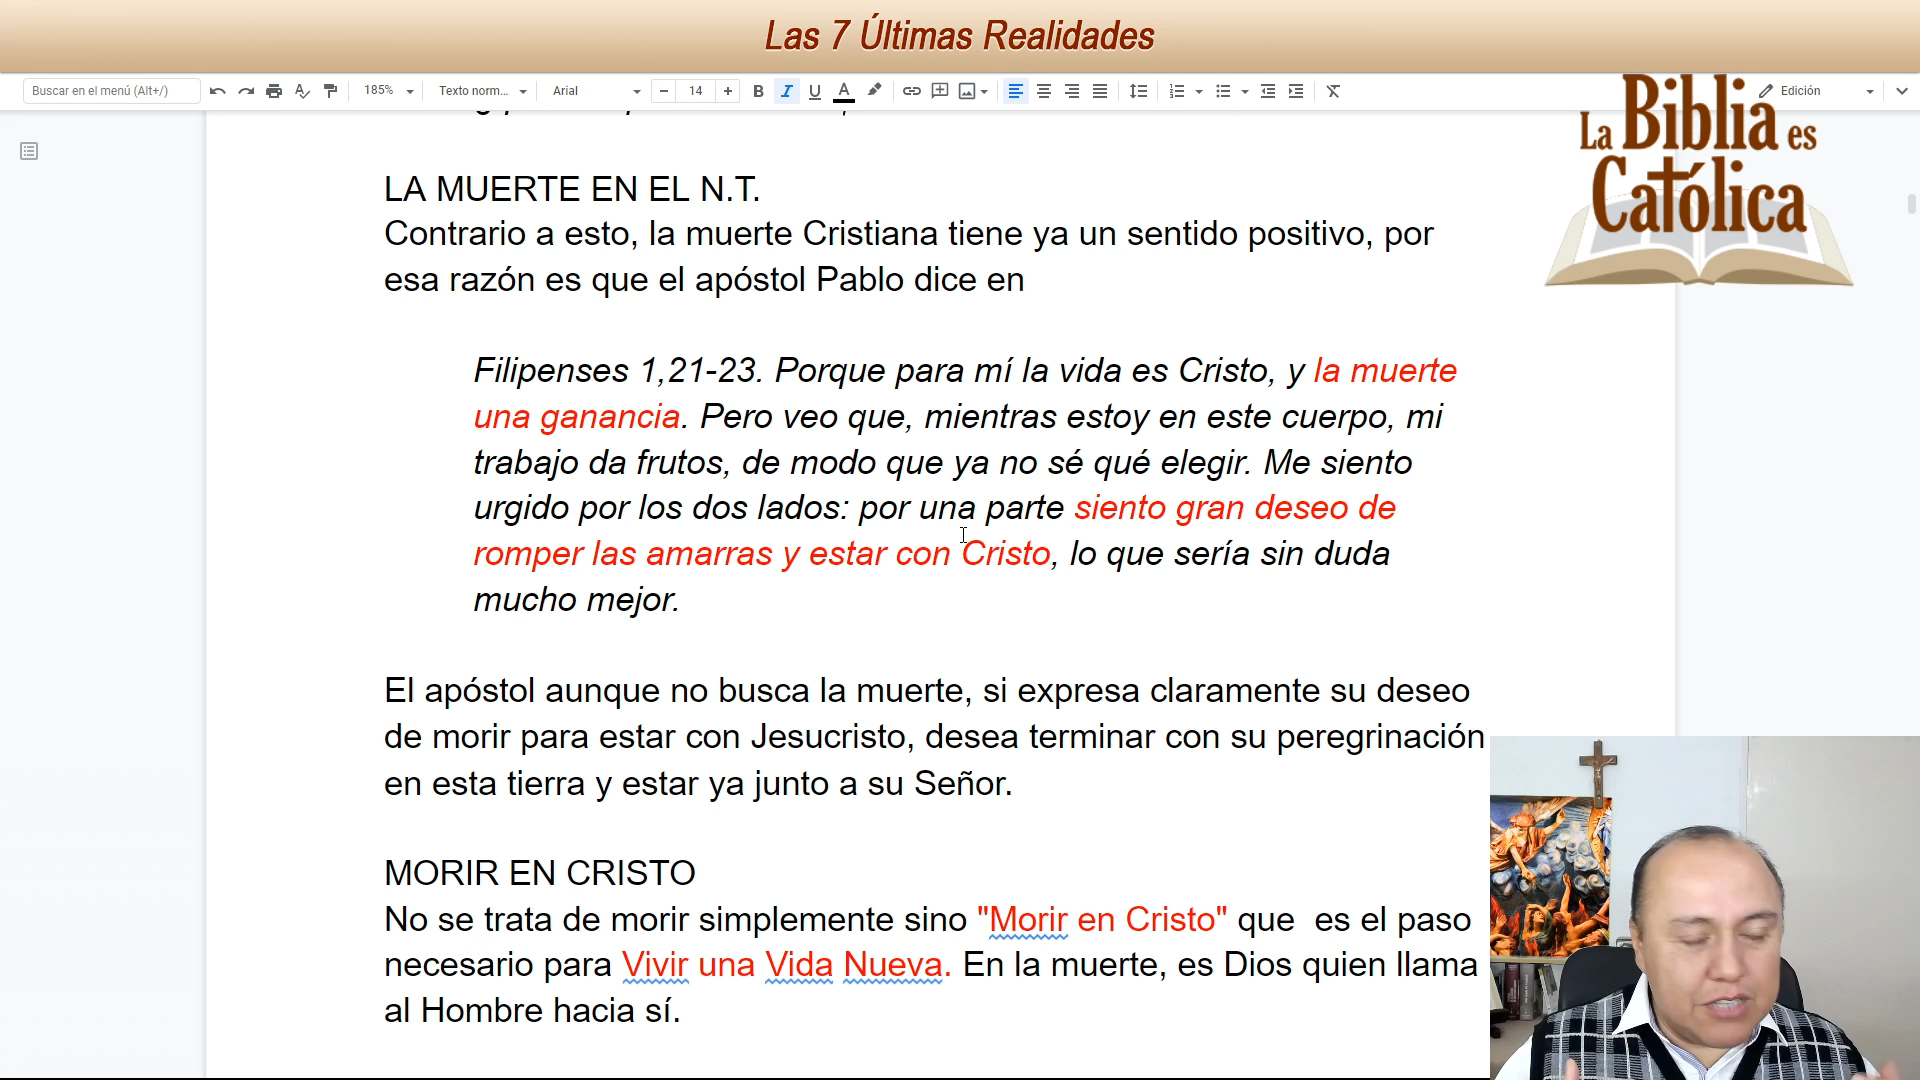 Las 7 Últimas Realidades
Buscar en el menú (Alt+/)
185%
Texto norm...
Arial
14
Edición
La Biblia es
Católica
LA MUERTE EN EL N.T.
Contrario a esto, la muerte Cristiana tiene ya un sentido positivo, por
esa razón es que el apóstol Pablo dice en
Filipenses 1,21-23. Porque para mí la vida es Cristo, y la muerte
una ganancia. Pero veo que, mientras estoy en este cuerpo, mi
trabajo da frutos, de modo que ya no sé qué elegir. Me siento
urgido por los dos lados: por una parte siento gran deseo de
romper las amarras y estar con Cristo, lo que sería sin duda
mucho mejor.
El apóstol aunque no busca la muerte, si expresa claramente su deseo
de morir para estar con Jesucristo, desea terminar con su peregrinación
en esta tierra y estar ya junto a su Señor.
MORIR EN CRISTO
No se trata de morir simplemente sino "Morir en Cristo" que  es el paso
necesario para Vivir una Vida Nueva. En la muerte, es Dios quien llama
al Hombre hacia sí.